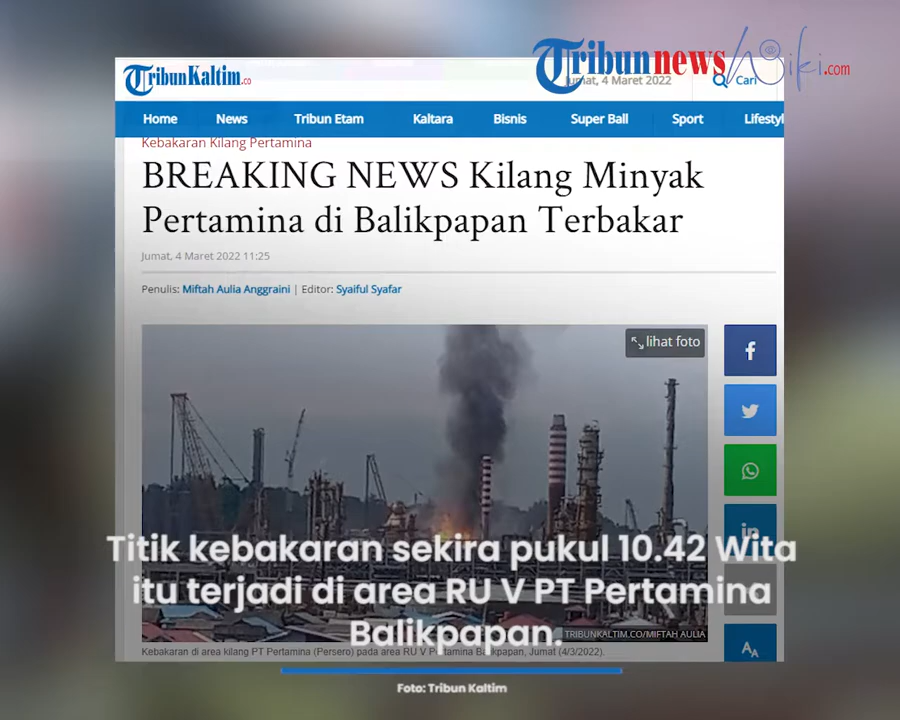 Tribunnews Wiki.com
TribunKaltim.co
Jumat, 4 Maret 2022
Cari
Home News Tribun Etam Kaltara Bisnis Super Ball Sport Lifestyl
Kebakaran Kilang Pertamina
BREAKING NEWS Kilang Minyak
Pertamina di Balikpapan Terbakar
Jumat, 4 Maret 2022 11:25
Penulis: Miftah Aulia Anggraini | Editor: Syaiful Syafar
lihat foto
Titik kebakaran sekira pukul 10.42 Wita
itu terjadi di area RU V PT Pertamina
Balikpapan.
TRIBUNKALTIM.CO/MIFTAH AULIA
Kebakaran di area kilang PT Pertamina (Persero) pada area RU V Pertamina Balikpapan, Jumat (4/3/2022).
Foto: Tribun Kaltim